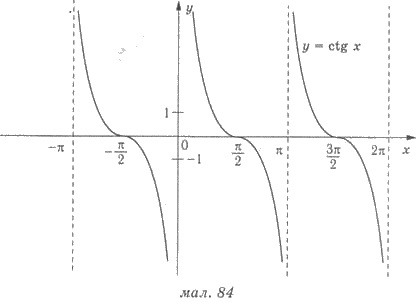 y
y = ctg x
1
-π -π/2 0 π/2 π 3π/2 2π x
-1
мал. 84